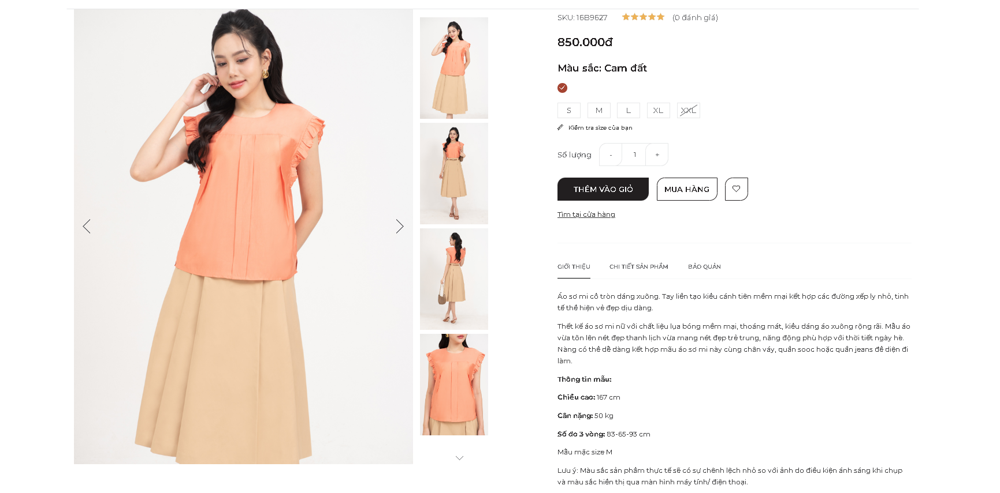 SKU: 16B9627 (0 đánh giá)
850.000đ
Màu sắc: Cam đất
S M L XL XXL
Kiểm tra size của bạn
Số lượng - 1 +
THÊM VÀO GIỎ MUA HÀNG
Tìm tại cửa hàng
GIỚI THIỆU CHI TIẾT SẢN PHẨM BẢO QUẢN
Áo sơ mi cổ tròn dáng xuông. Tay liền tạo kiểu cánh tiên mềm mại kết hợp các đường xếp ly nhỏ, tinh
tế thể hiện vẻ đẹp dịu dàng.
Thết kế áo sơ mi nữ với chất liệu lụa bóng mềm mại, thoáng mát, kiểu dáng áo xuông rộng rãi. Mẫu áo
vừa tôn lên nét đẹp thanh lịch vừa mang nét đẹp trẻ trung, năng động phù hợp với thời tiết ngày hè.
Nàng có thể dễ dàng kết hợp mãu áo sơ mi này cùng chân váy, quần sooc hoặc quần jeans để diện đi
làm.
Thông tin mẫu:
Chiều cao: 167 cm
Cân nặng: 50 kg
Số đo 3 vòng: 83-65-93 cm
Mẫu mặc size M
Lưu ý: Màu sắc sản phẩm thực tế sẽ có sự chênh lệch nhỏ so với ảnh do điều kiện ánh sáng khi chụp
và màu sắc hiển thị qua màn hình máy tính/ điện thoại.